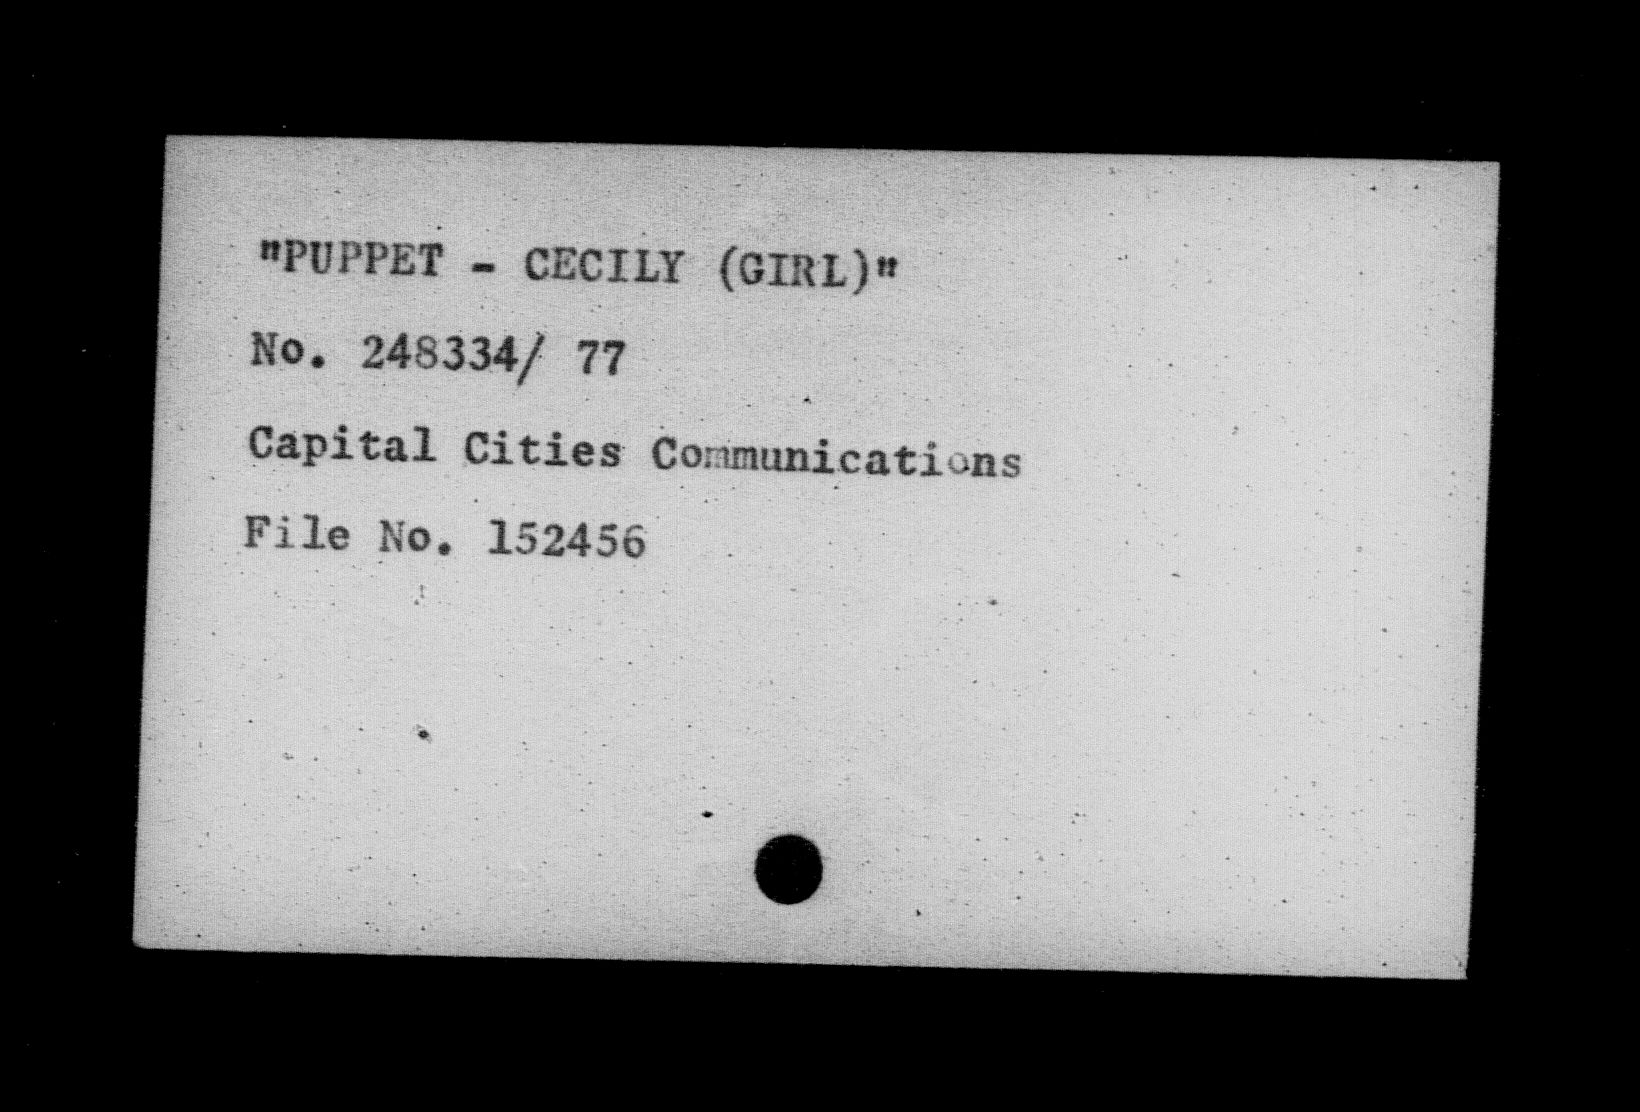 "PUPPET - CECILY (GIRL)"
No. 248334/ 77
Capital Cities Communications
File No. 152456